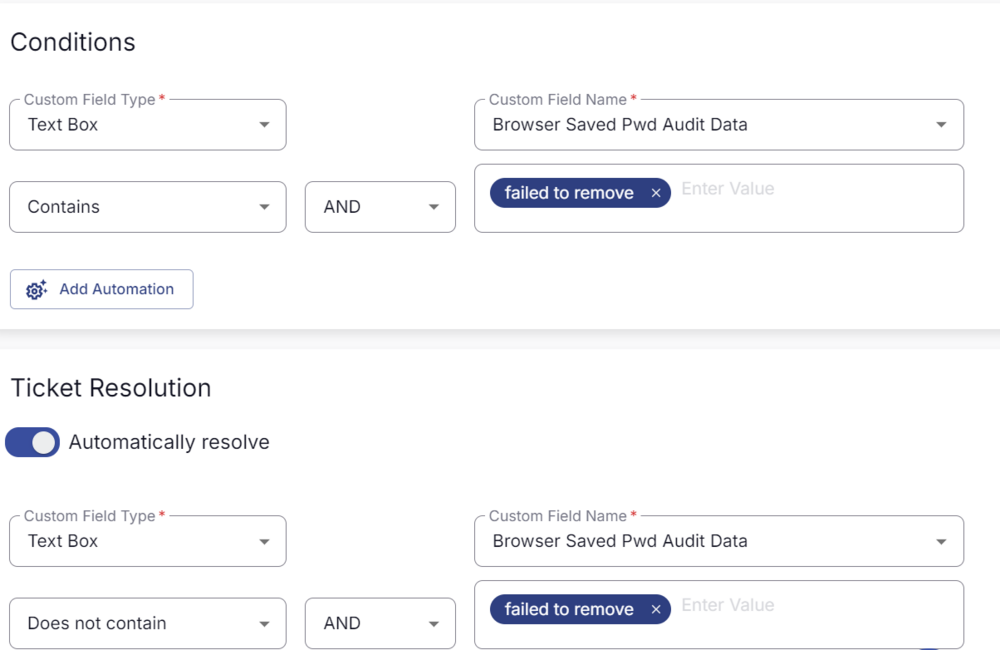 Conditions
Custom Field Type *
Custom Field Name *
Text Box
Browser Saved Pwd Audit Data
Contains
AND
failed to remove × Enter Value
Add Automation
Ticket Resolution
Automatically resolve
Custom Field Type *
Custom Field Name *
Text Box
Browser Saved Pwd Audit Data
Does not contain
AND
failed to remove × Enter Value